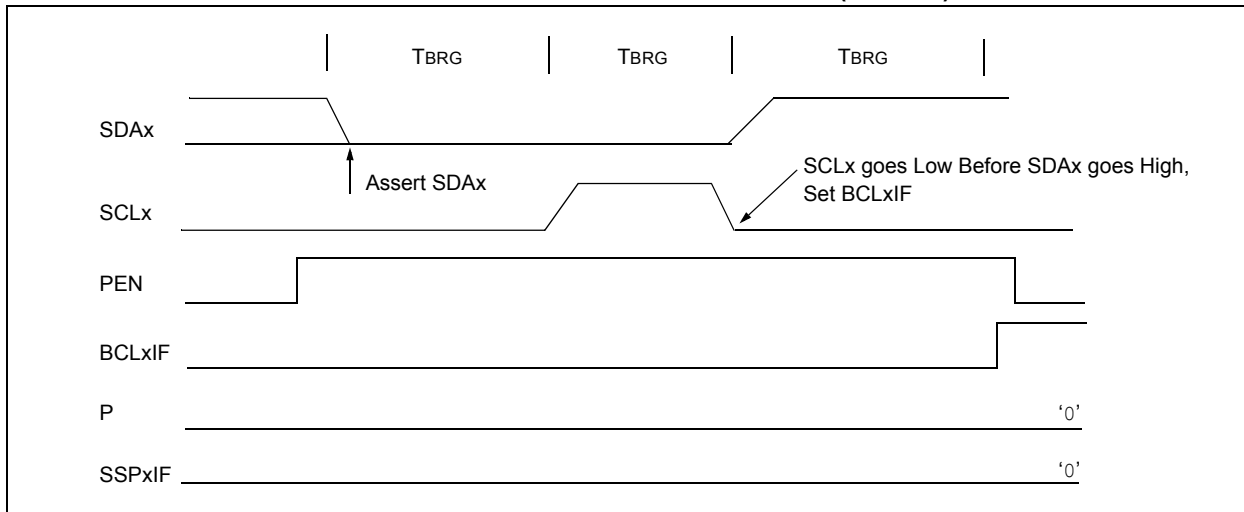 TBRG TBRG TBRG
SDAx
Assert SDAx
SCLx goes Low Before SDAx goes High,
Set BCLxIF
SCLx
PEN
BCLxIF
P '0'
SSPxIF '0'